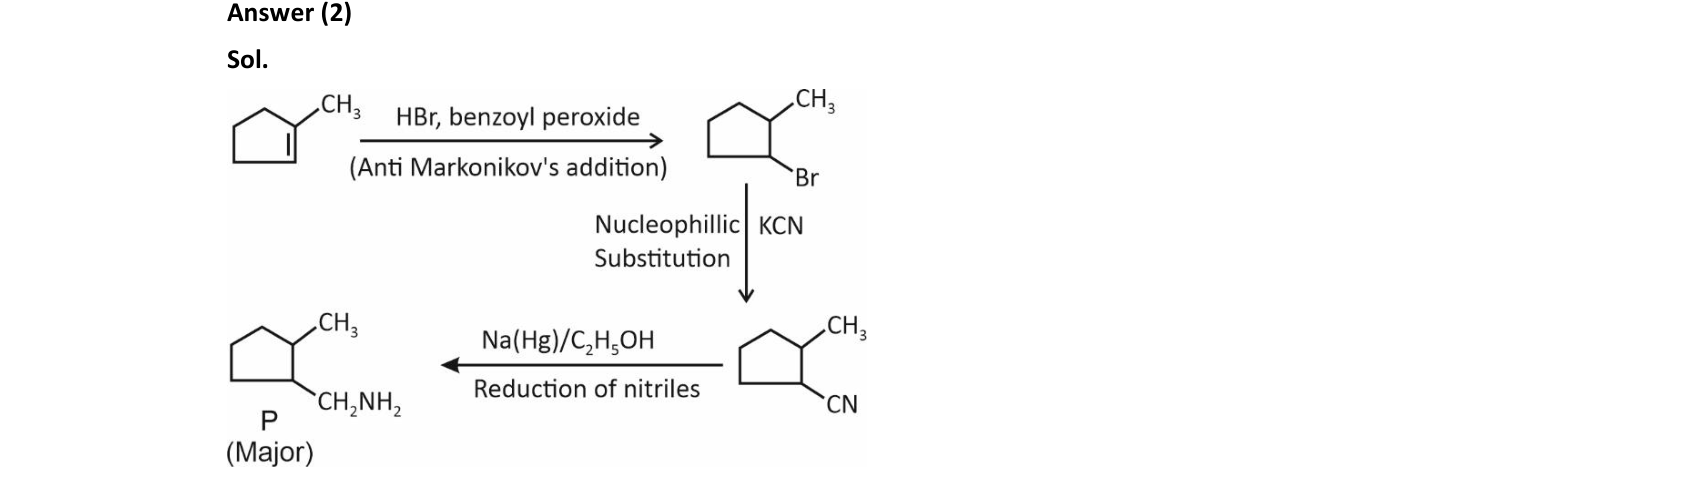 Answer (2)
Sol.
CH₃
HBr, benzoyl peroxide
(Anti Markonikov's addition)
CH₃
Br
Nucleophillic
Substitution
KCN
CH₃
CH₂NH₂
P
(Major)
Na(Hg)/C₂H₅OH
Reduction of nitriles
CH₃
CN